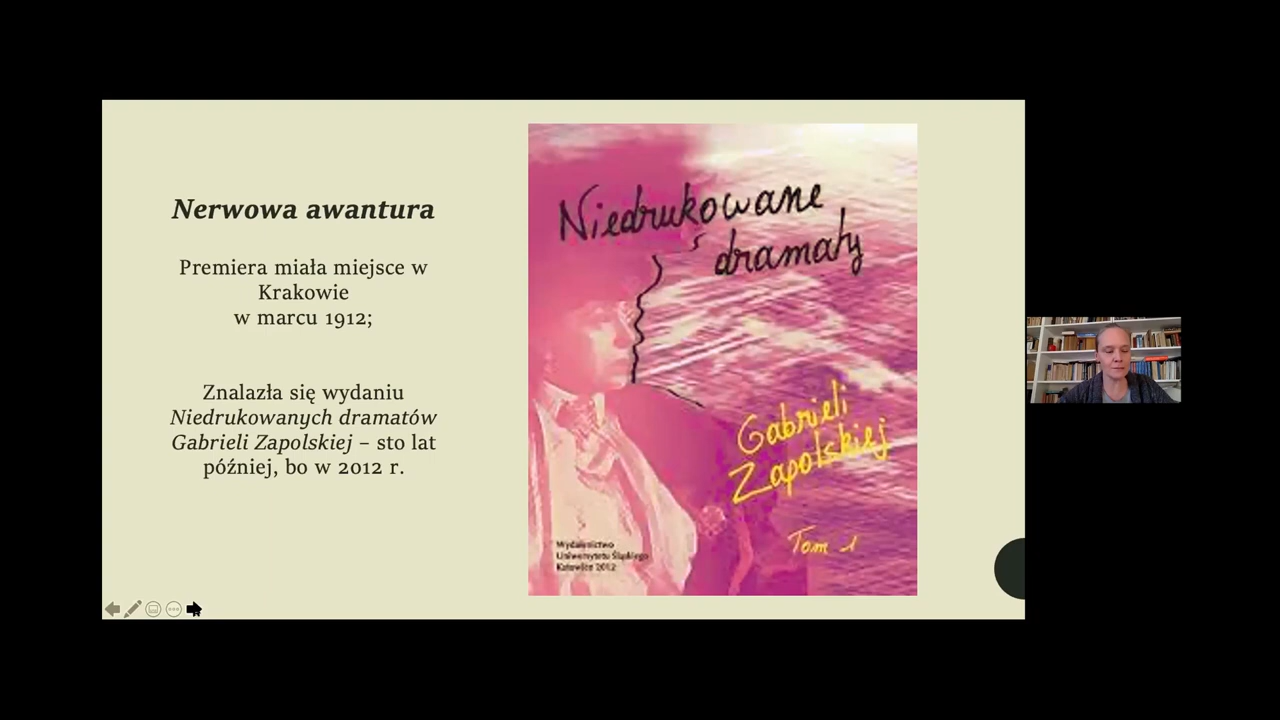 Nerwowa awantura
Premiera miała miejsce w
Krakowie
w marcu 1912;
Znalazła się wydaniu
Niedrukowanych dramatów
Gabrieli Zapolskiej – sto lat
później, bo w 2012 r.
Niedrukowane
dramaty
Gabrieli
Zapolskiej
Tom 1
Wydawnictwo
Uniwersytetu Śląskiego
Katowice 2012